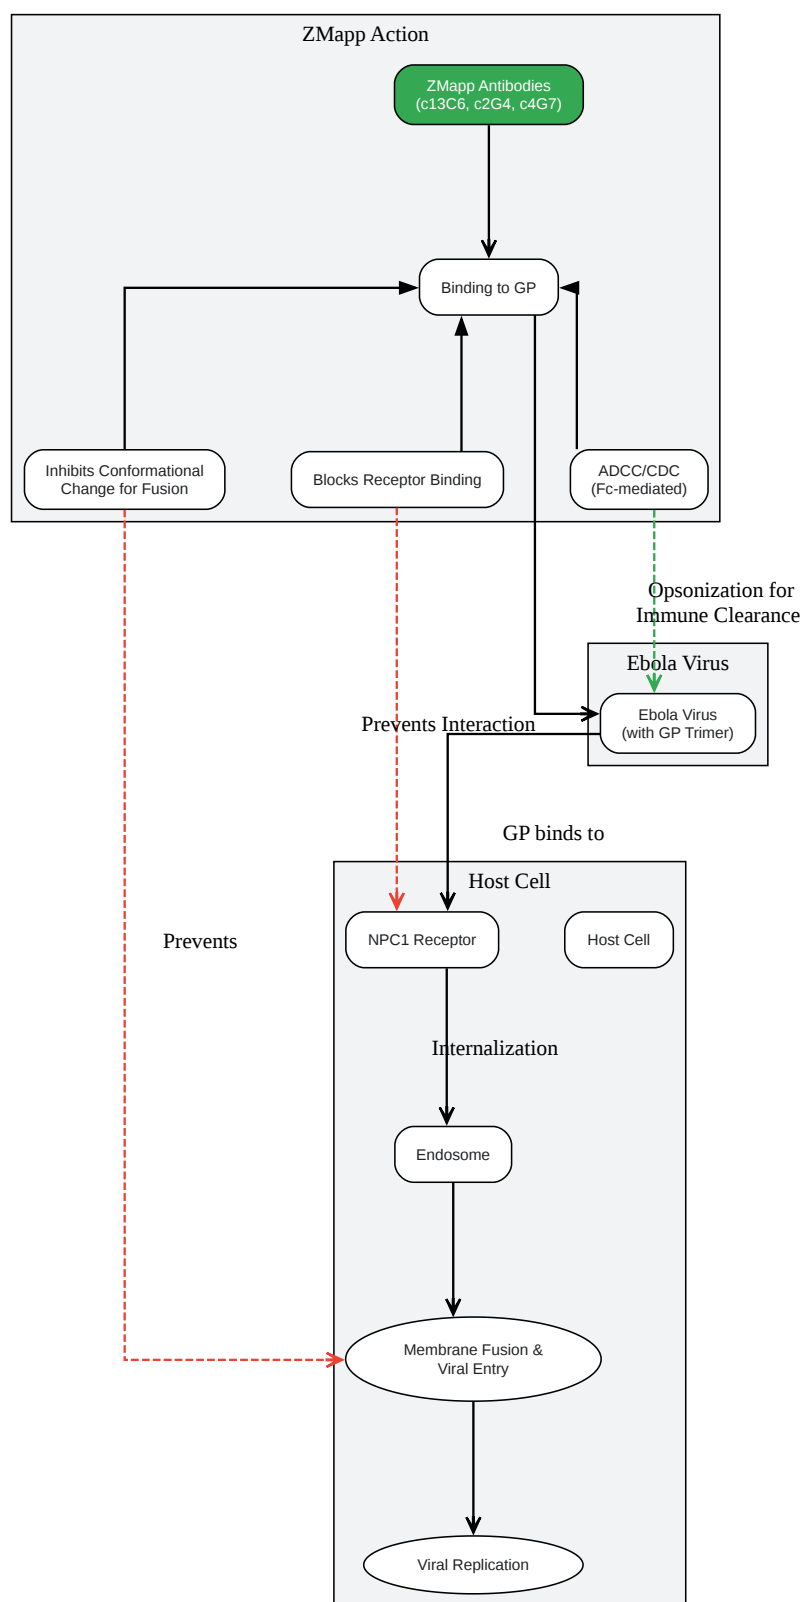 ZMapp Action
ZMapp Antibodies
(c13C6, c2G4, c4G7)
Binding to GP
Inhibits Conformational
Change for Fusion
Blocks Receptor Binding
ADCC/CDC
(Fc-mediated)
Opsonization for
Immune Clearance
Ebola Virus
Ebola Virus
(with GP Trimer)
Prevents Interaction
GP binds to
Host Cell
NPC1 Receptor
Host Cell
Prevents
Internalization
Endosome
Membrane Fusion &
Viral Entry
Viral Replication